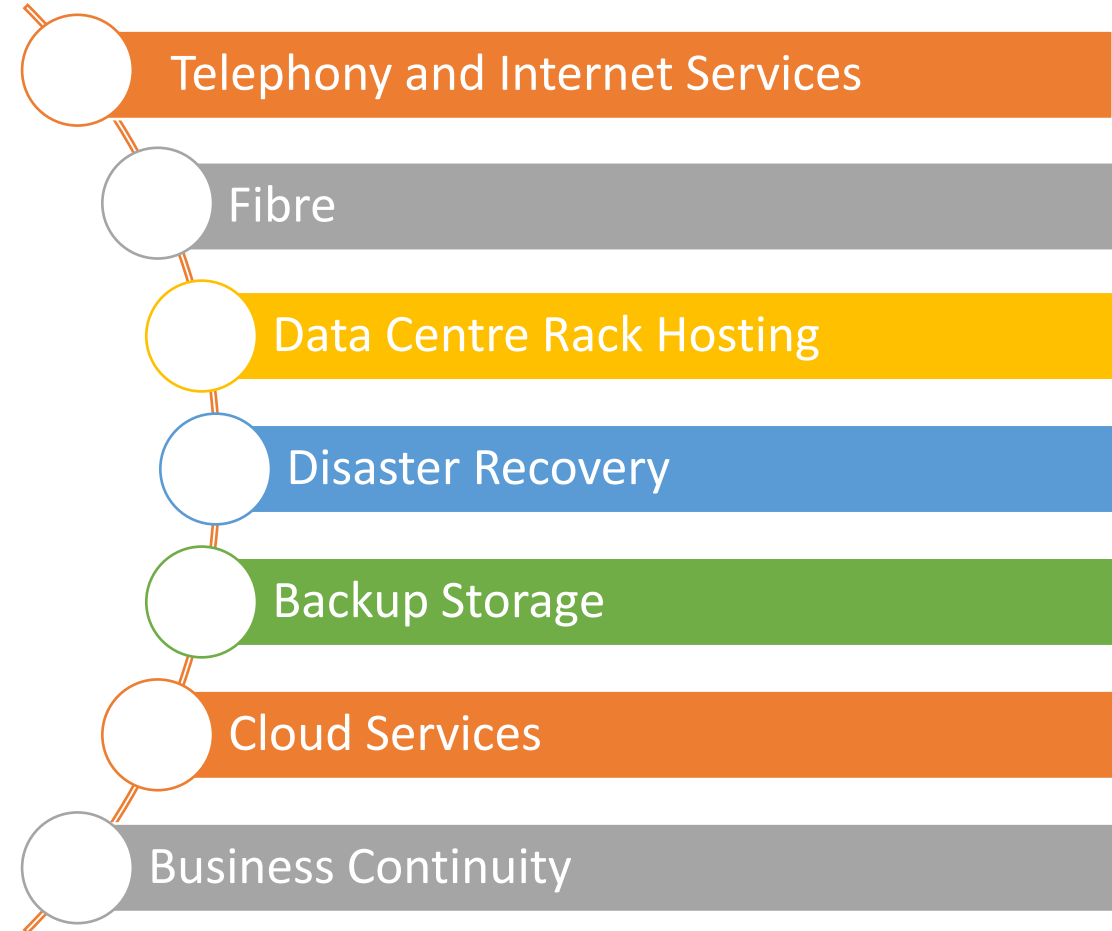 Telephony and Internet Services
Fibre
Data Centre Rack Hosting
Disaster Recovery
Backup Storage
Cloud Services
Business Continuity